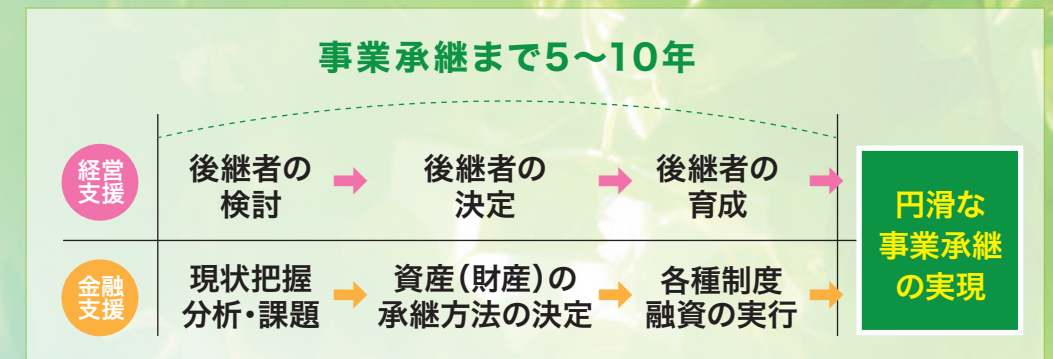 事業承継まで5〜10年
経営
支援
後継者の
検討
後継者の
決定
後継者の
育成
金融
支援
現状把握
分析・課題
資産(財産)の
承継方法の決定
各種制度
融資の実行
円滑な
事業承継
の実現